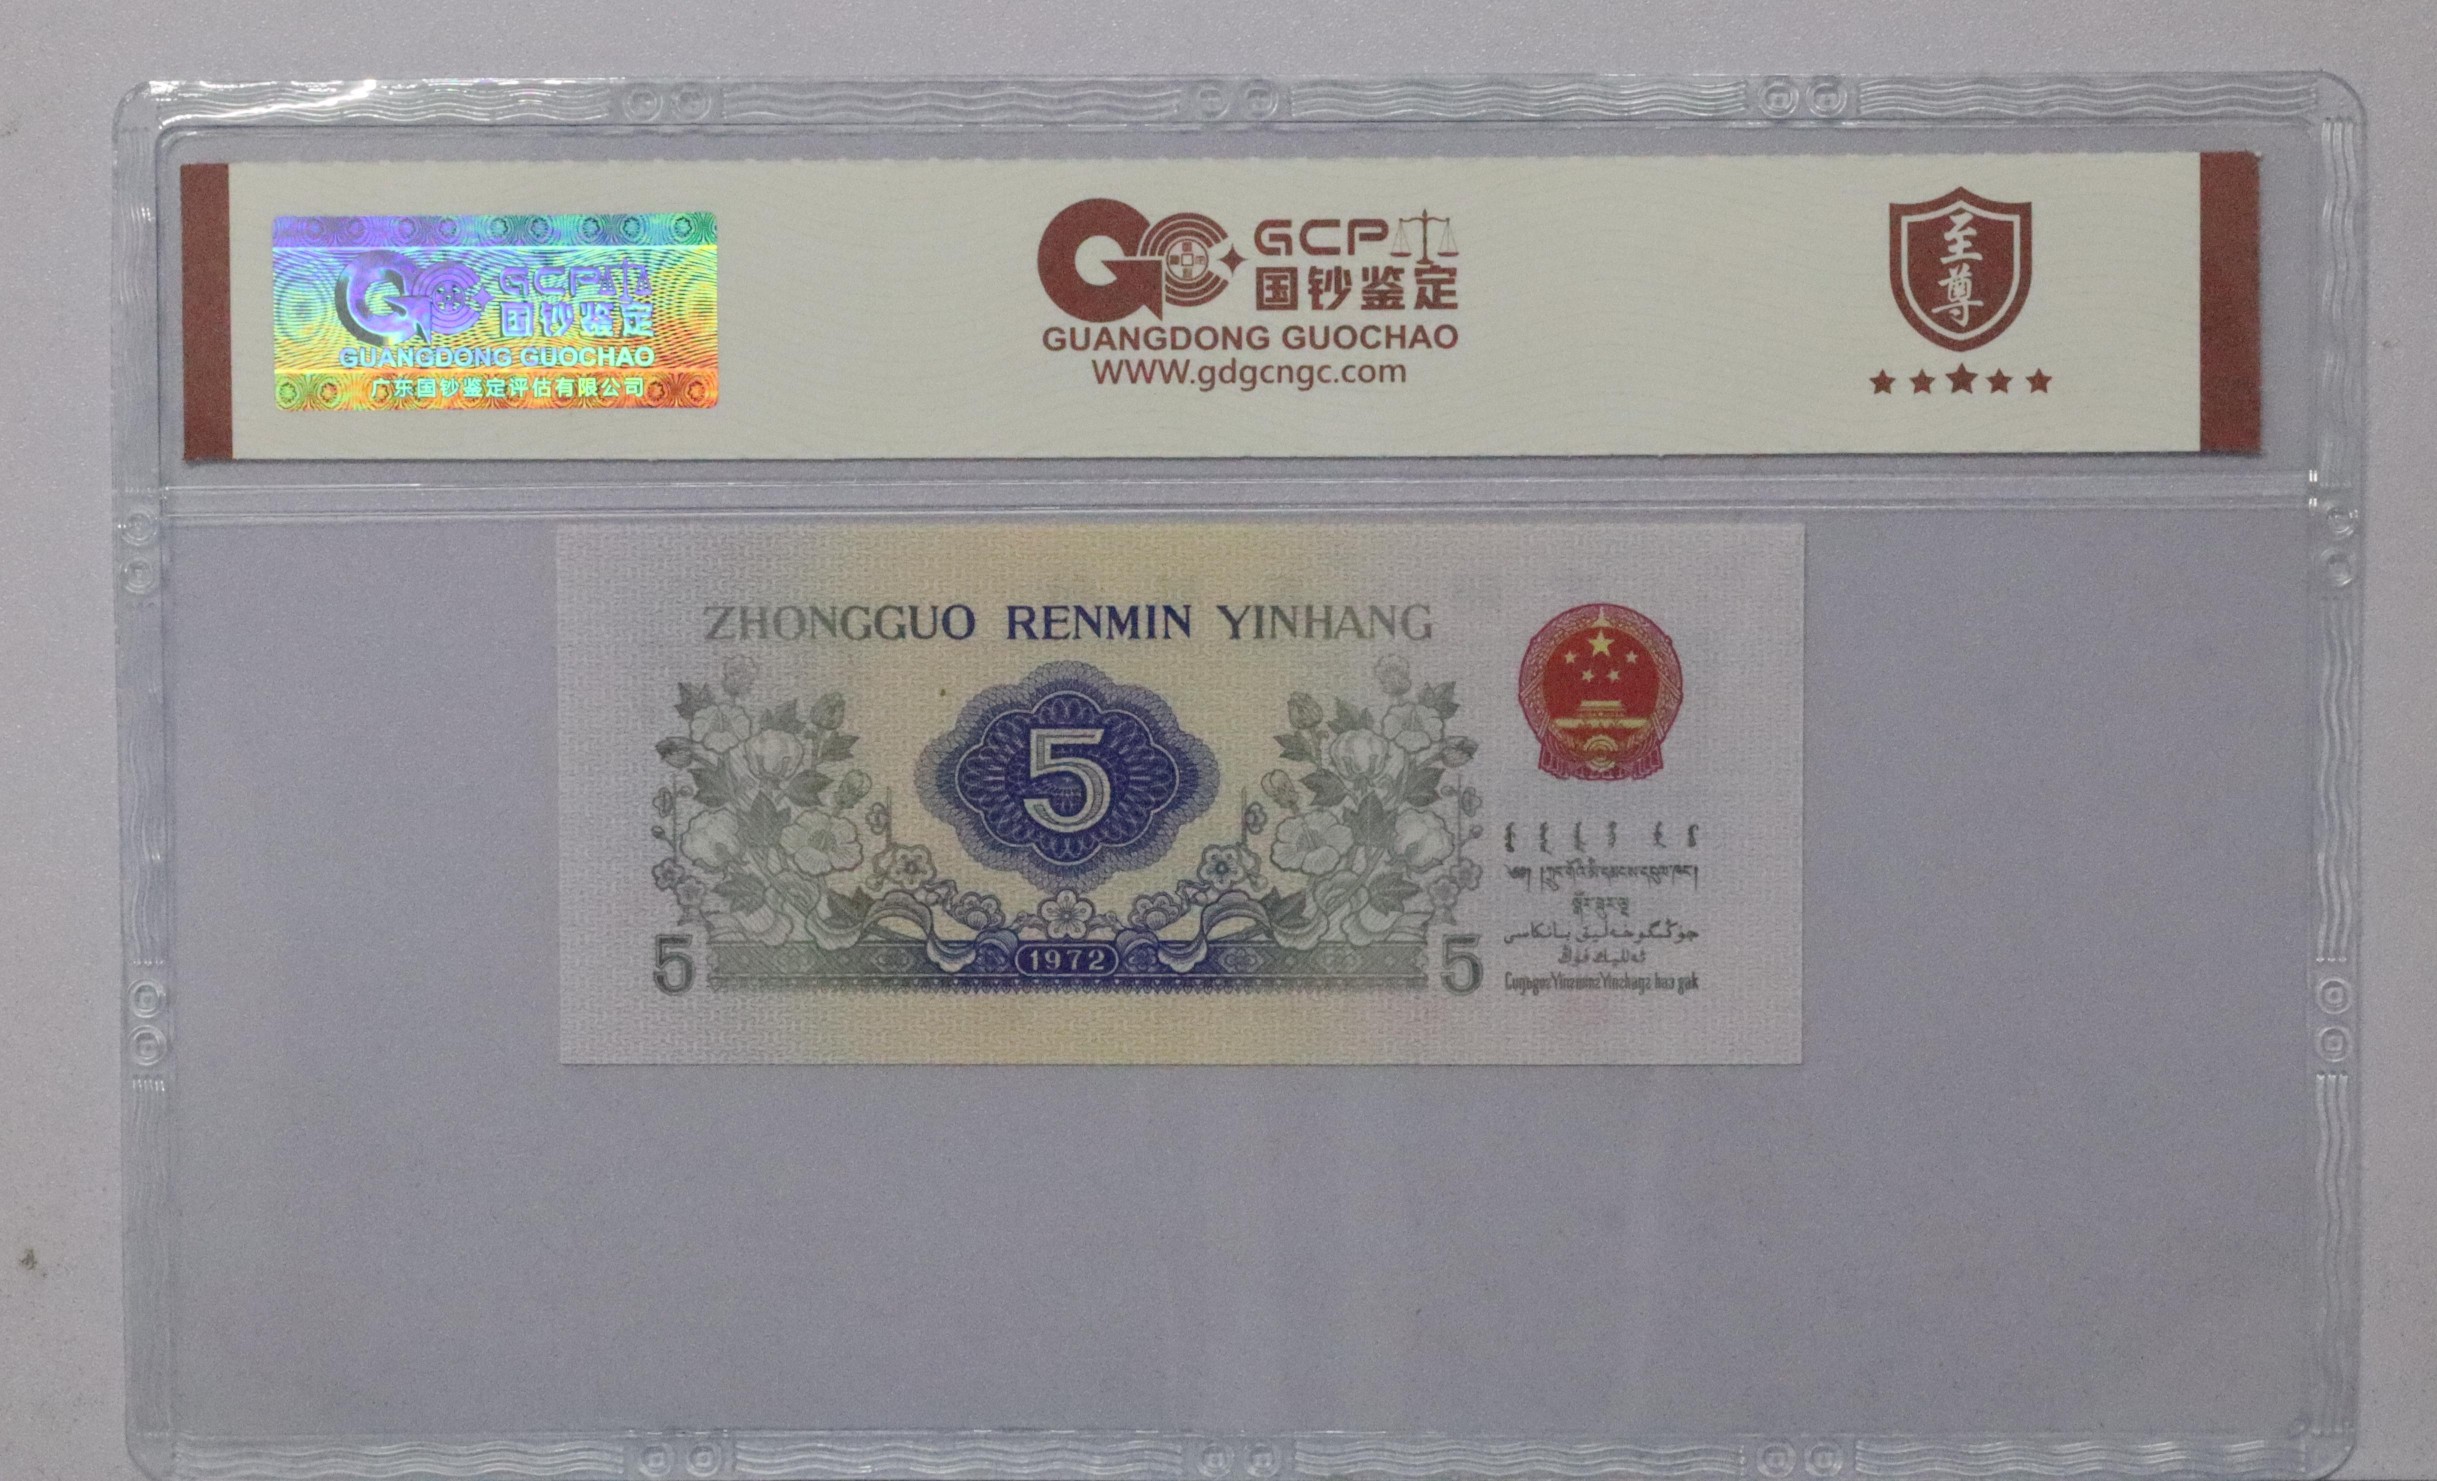 GCP
国钞鉴定
GUANGDONG GUOCHAO
广东国钞鉴定评估有限公司
GCP
国钞鉴定
GUANGDONG GUOCHAO
WWW.gdgcngc.com
至尊
ZHONGGUO RENMIN YINHANG
5
1972
5
5
جۇڭگوخەلىق بانكاسى